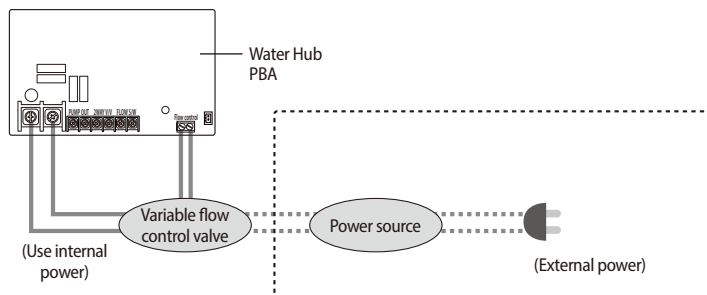 Water Hub
PBA
PUMP OUT 2WAY V/V FLOW S/W
Flow control
Variable flow
control valve
Power source
(Use internal
power)
(External power)